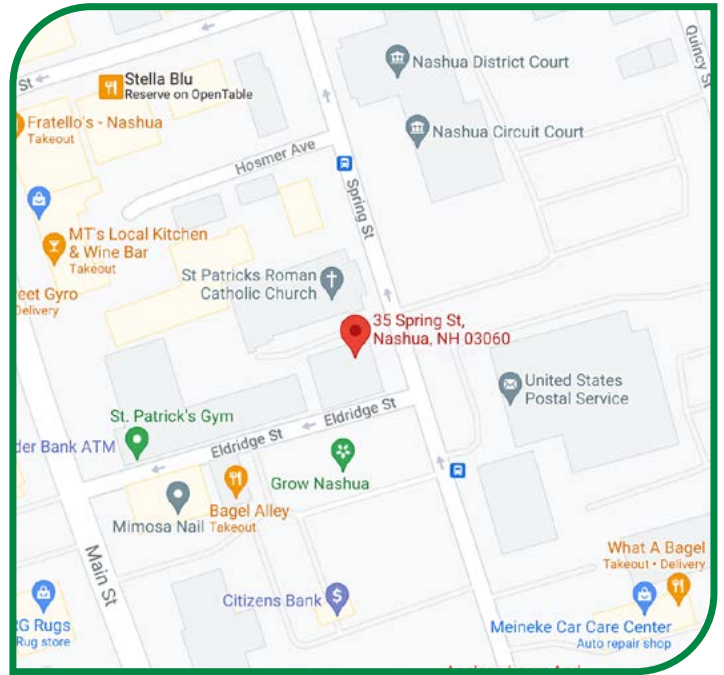 Nashua District Court
Quincy St
St
Stella Blu
Reserve on OpenTable
Fratello's - Nashua
Takeout
Nashua Circuit Court
Hosmer Ave
Spring St
MT's Local Kitchen
& Wine Bar
Takeout
St Patricks Roman
Catholic Church
reet Gyro
Delivery
35 Spring St,
Nashua, NH 03060
United States
Postal Service
St. Patrick's Gym
Eldridge St
Eldridge St
der Bank ATM
Grow Nashua
Bagel Alley
Takeout
Mimosa Nail
Main St
What A Bagel
Takeout • Delivery
Citizens Bank
RG Rugs
Rug store
Meineke Car Care Center
Auto repair shop